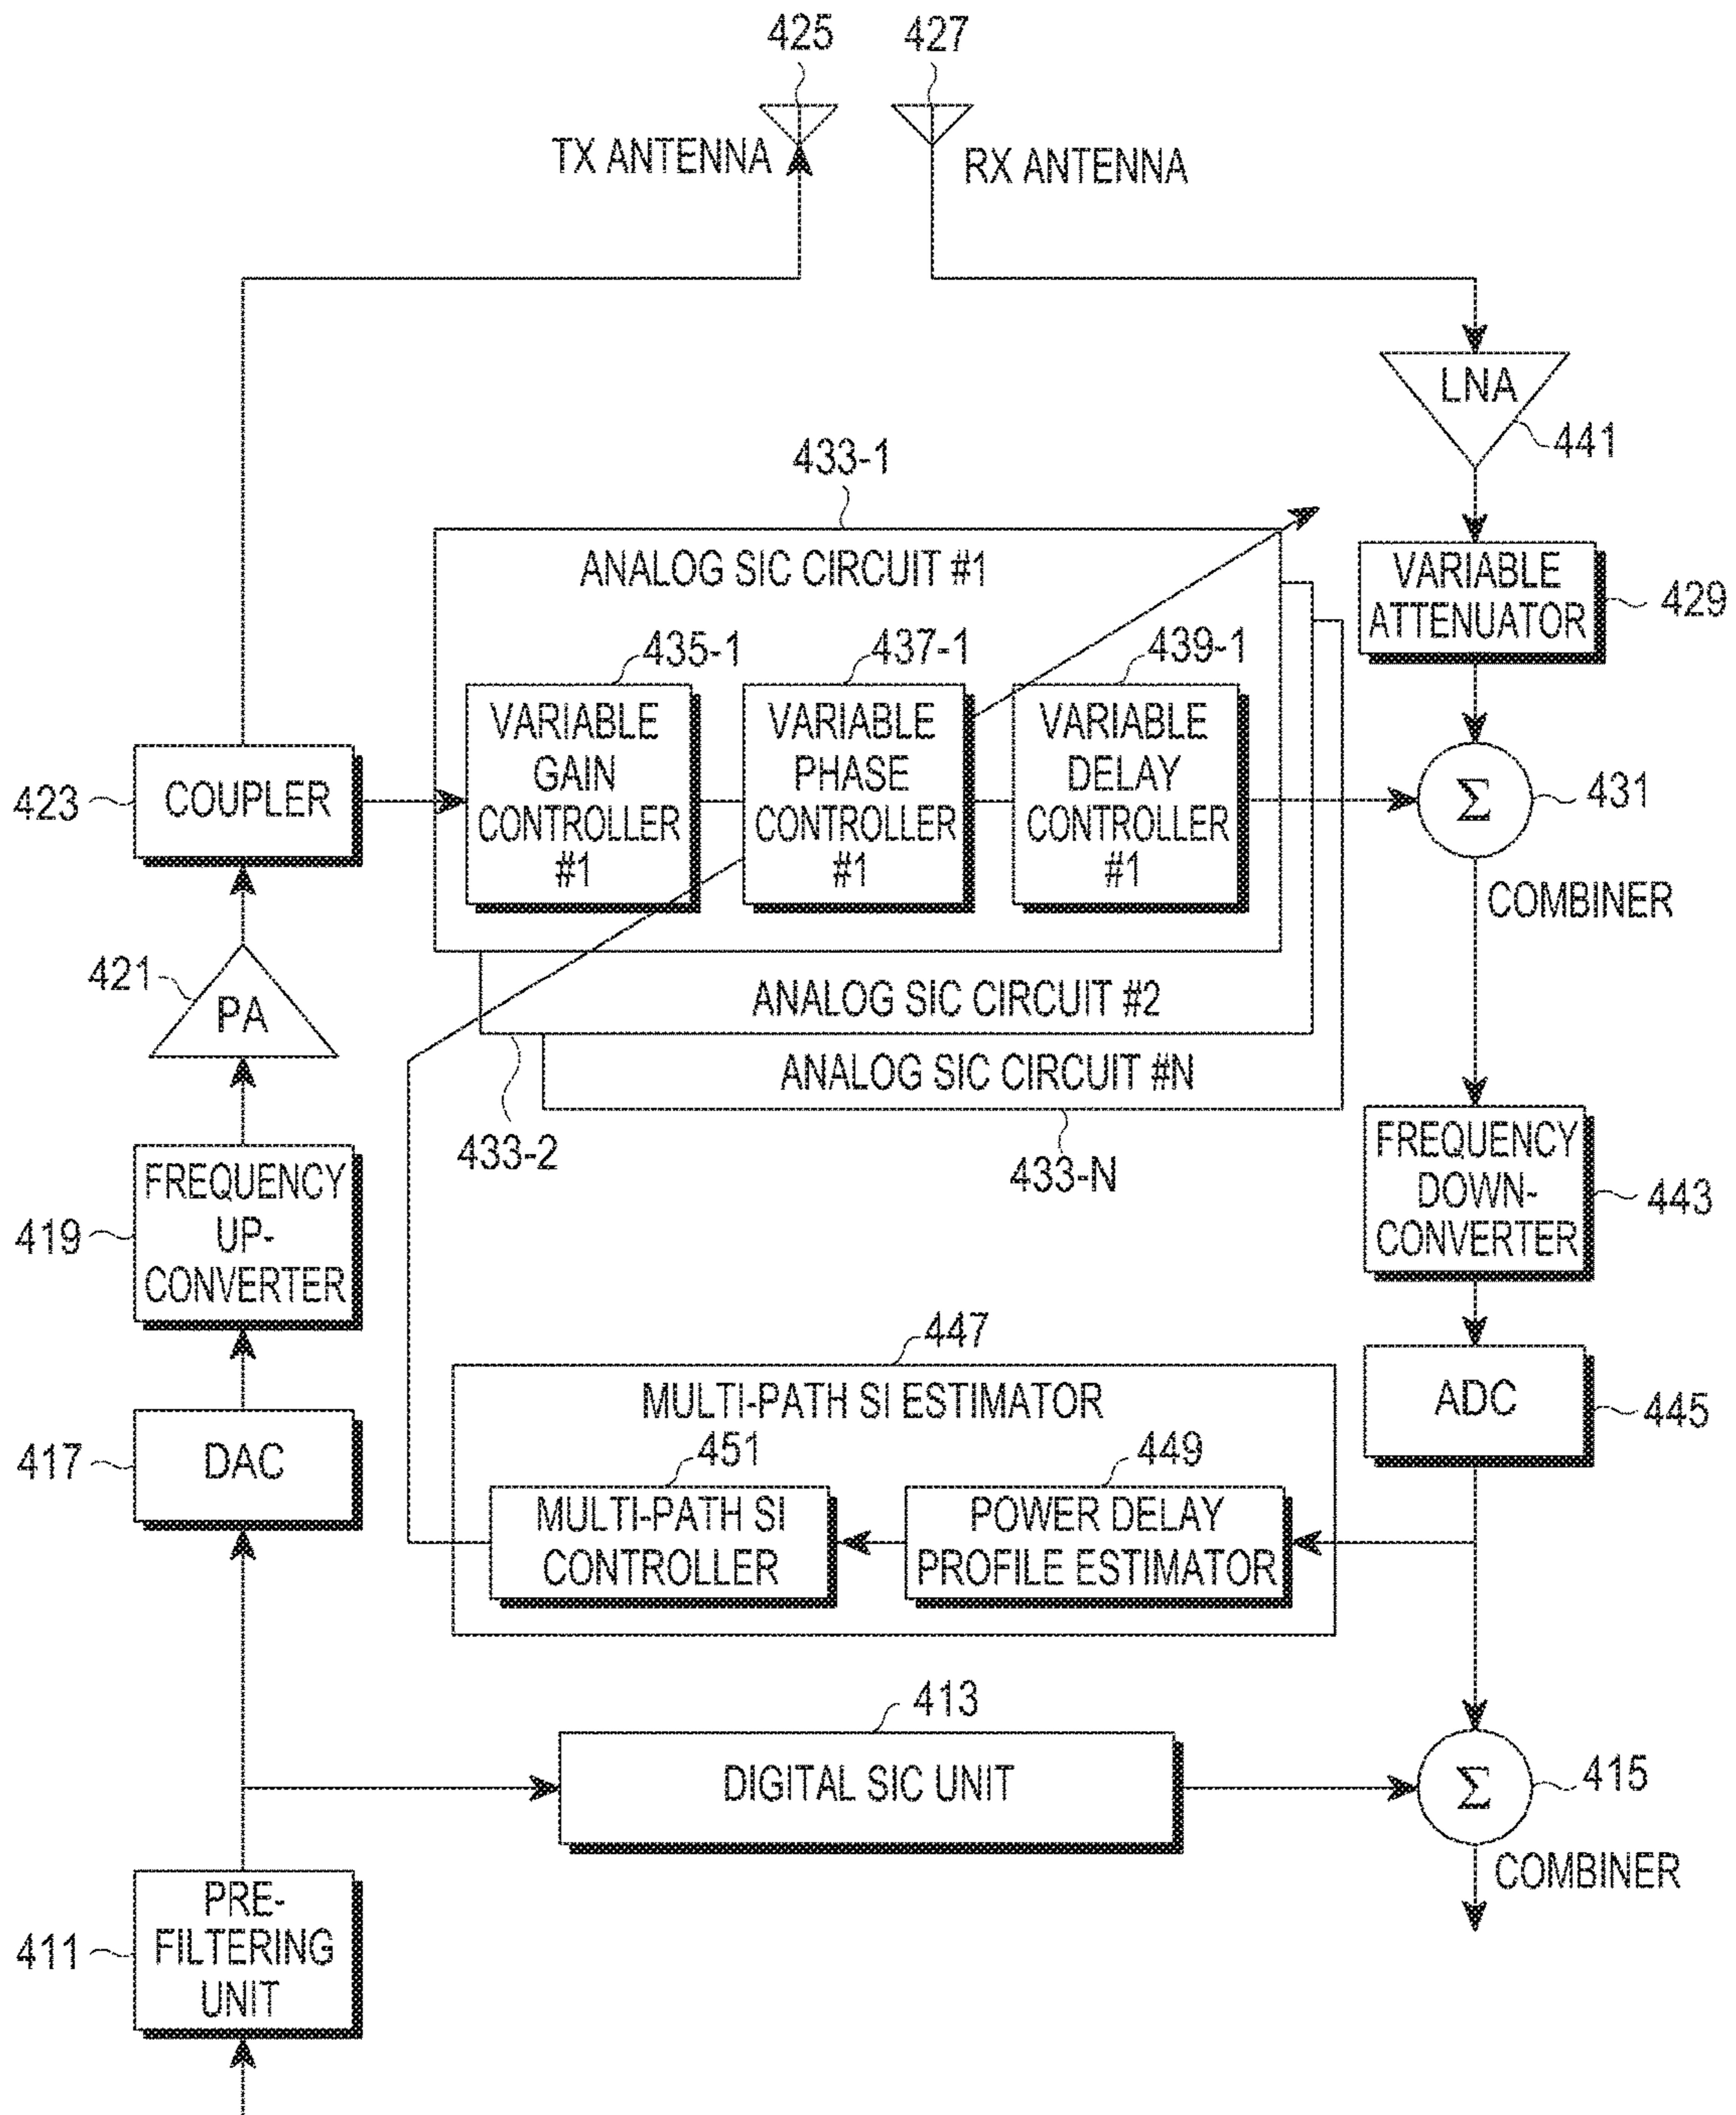 425
427
TX ANTENNA
RX ANTENNA
LNA
441
433-1
ANALOG SIC CIRCUIT #1
VARIABLE
ATTENUATOR
429
435-1
437-1
439-1
VARIABLE
GAIN
CONTROLLER
#1
VARIABLE
PHASE
CONTROLLER
#1
VARIABLE
DELAY
CONTROLLER
#1
423
COUPLER
Σ
431
COMBINER
421
PA
ANALOG SIC CIRCUIT #2
ANALOG SIC CIRCUIT #N
433-2
433-N
419
FREQUENCY
UP-
CONVERTER
FREQUENCY
DOWN-
CONVERTER
443
447
MULTI-PATH SI ESTIMATOR
ADC
445
417
DAC
451
449
MULTI-PATH SI
CONTROLLER
POWER DELAY
PROFILE ESTIMATOR
413
DIGITAL SIC UNIT
Σ
415
COMBINER
411
PRE-
FILTERING
UNIT